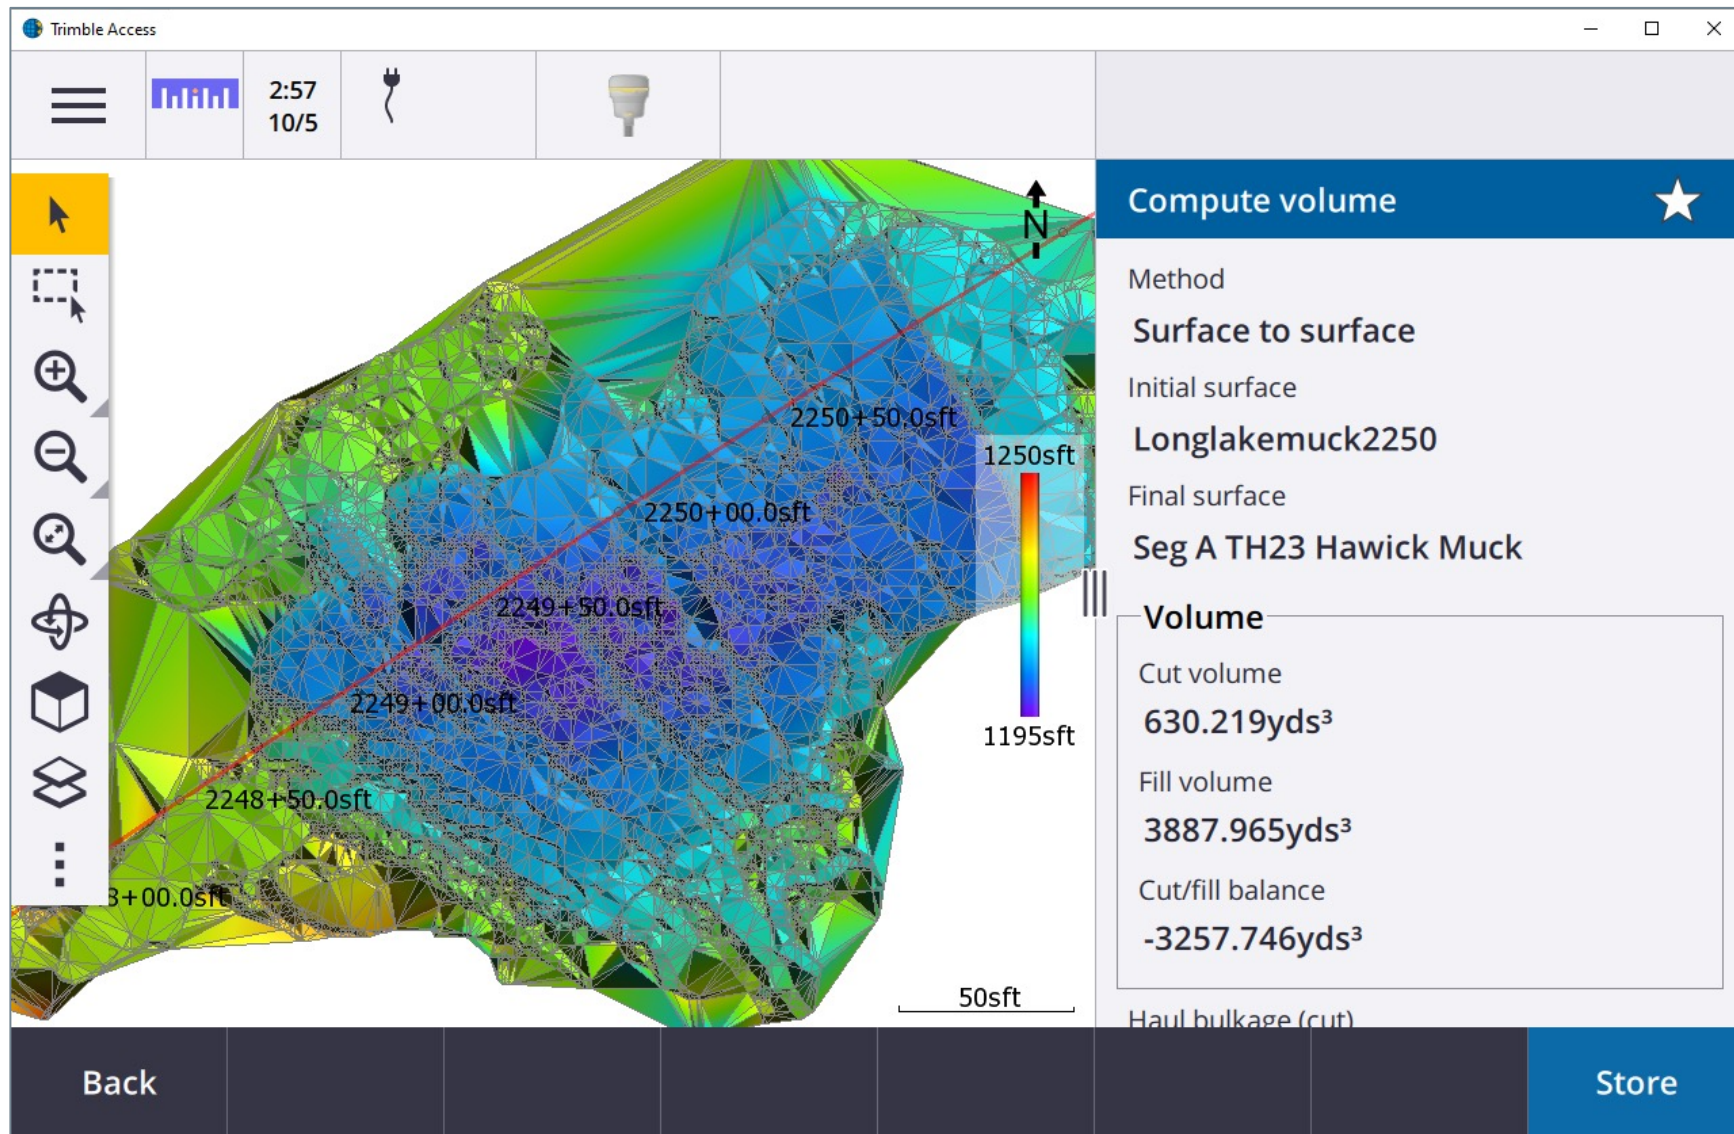 Trimble Access
2:57
10/5
N
2250+50.0sft
1250sft
2250+00.0sft
2249+50.0sft
2249+00.0sft
1195sft
2248+50.0sft
3+00.0sft
50sft
Compute volume
Method
Surface to surface
Initial surface
Longlakemuck2250
Final surface
Seg A TH23 Hawick Muck
Volume
Cut volume
630.219yds³
Fill volume
3887.965yds³
Cut/fill balance
-3257.746yds³
Haul bulkage (cut)
Back
Store